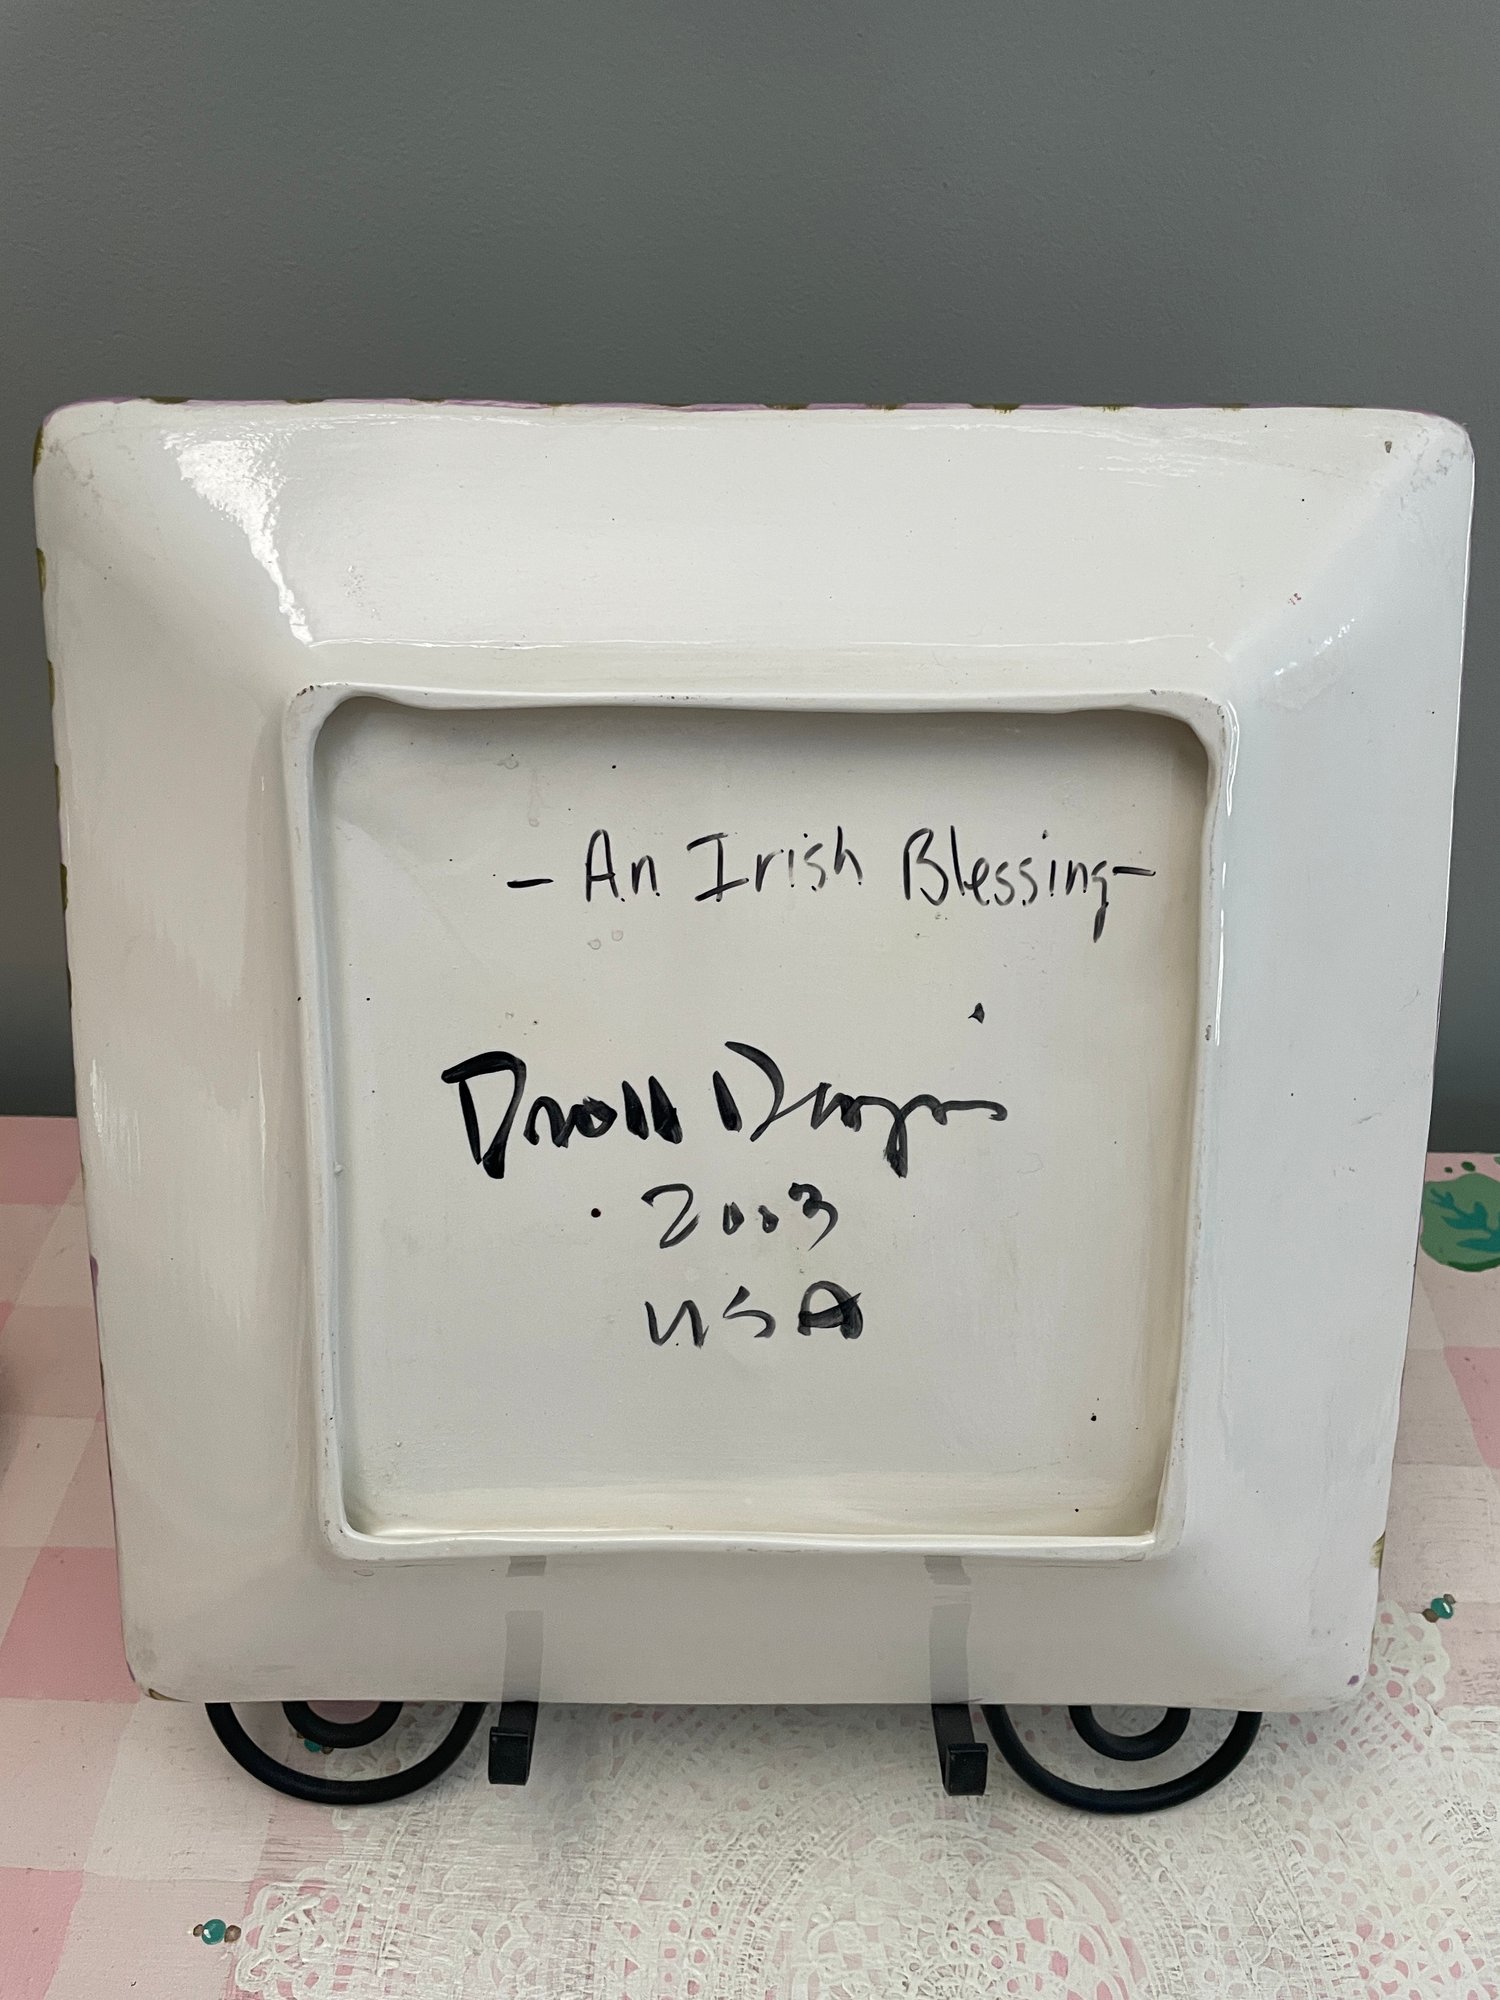 - An Irish Blessing -
Droll Designs
2003
USA